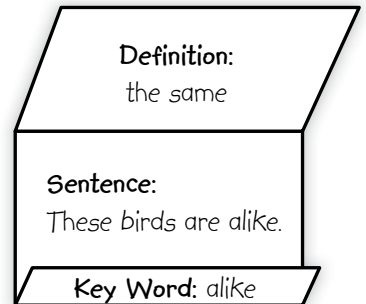 Definition:
the same
Sentence:
These birds are alike.
Key Word: alike